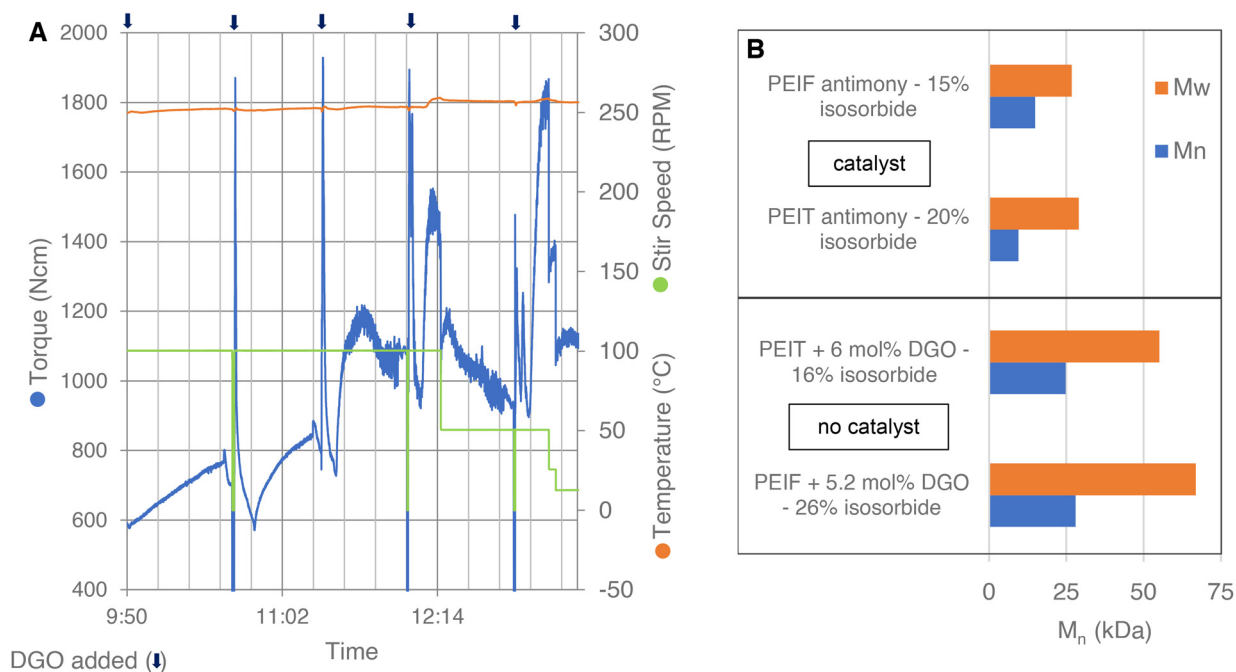 A
2000
1800
1600
1400
1200
1000
800
600
400
Torque (Ncm)
300
250
200
150
100
50
0
-50
Stir Speed (RPM)
Temperature (°C)
9:50
11:02
12:14
Time
DGO added (⬇)
B
PEIF antimony - 15%
isosorbide
catalyst
PEIT antimony - 20%
isosorbide
PEIT + 6 mol% DGO -
16% isosorbide
no catalyst
PEIF + 5.2 mol% DGO
- 26% isosorbide
Mw
Mn
0
25
50
75
Mₙ (kDa)